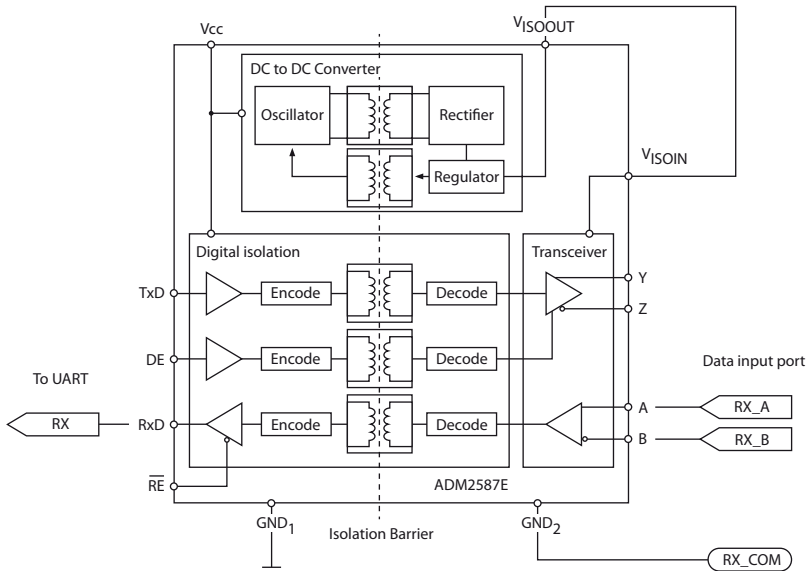 Vcc
VISOOUT
DC to DC Converter
Oscillator
Rectifier
Regulator
VISOIN
Digital isolation
Transceiver
TxD
Encode
Decode
Y
Z
DE
Encode
Decode
To UART
Data input port
RX
RxD
Encode
Decode
A
RX_A
B
RX_B
RE
ADM2587E
GND1
Isolation Barrier
GND2
RX_COM